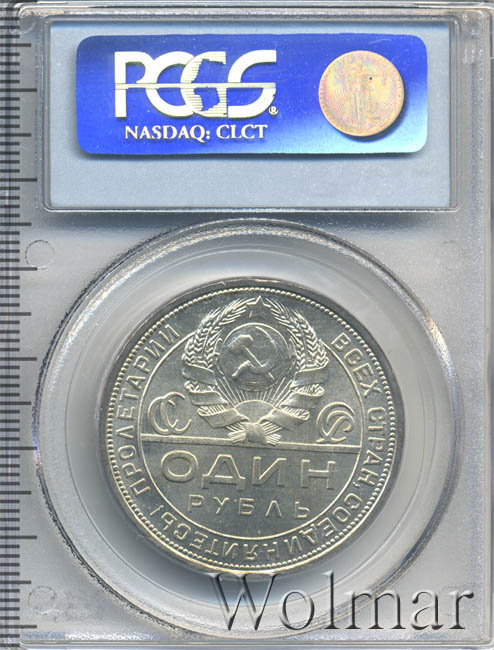 PCGS®
NASDAQ: CLCT
ПРОЛЕТАРИИ ВСЕХ СТРАН, СОЕДИНЯЙТЕСЬ!
СС
СР
ОДИН
РУБЛЬ
Wolmar